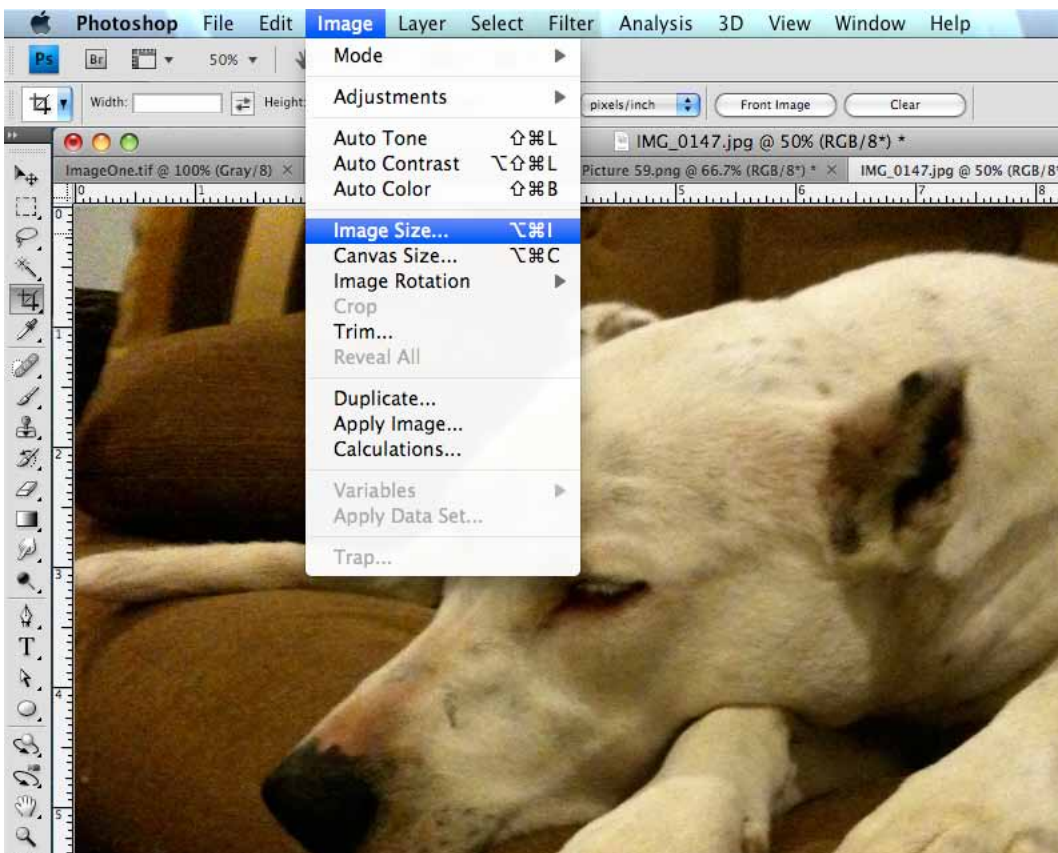 Photoshop File Edit Image Layer Select Filter Analysis 3D View Window Help
Ps Br 50%
Width: Height: pixels/inch Front Image Clear
IMG_0147.jpg @ 50% (RGB/8*) *
ImageOne.tif @ 100% (Gray/8) × Picture 59.png @ 66.7% (RGB/8*) * × IMG_0147.jpg @ 50% (RGB/8*
0 1 5 6 7 8
Mode
Adjustments
Auto Tone ⇧⌘L
Auto Contrast ⌥⇧⌘L
Auto Color ⇧⌘B
Image Size... ⌥⌘I
Canvas Size... ⌥⌘C
Image Rotation
Crop
Trim...
Reveal All
Duplicate...
Apply Image...
Calculations...
Variables
Apply Data Set...
Trap...
0
1
2
3
T
4
5